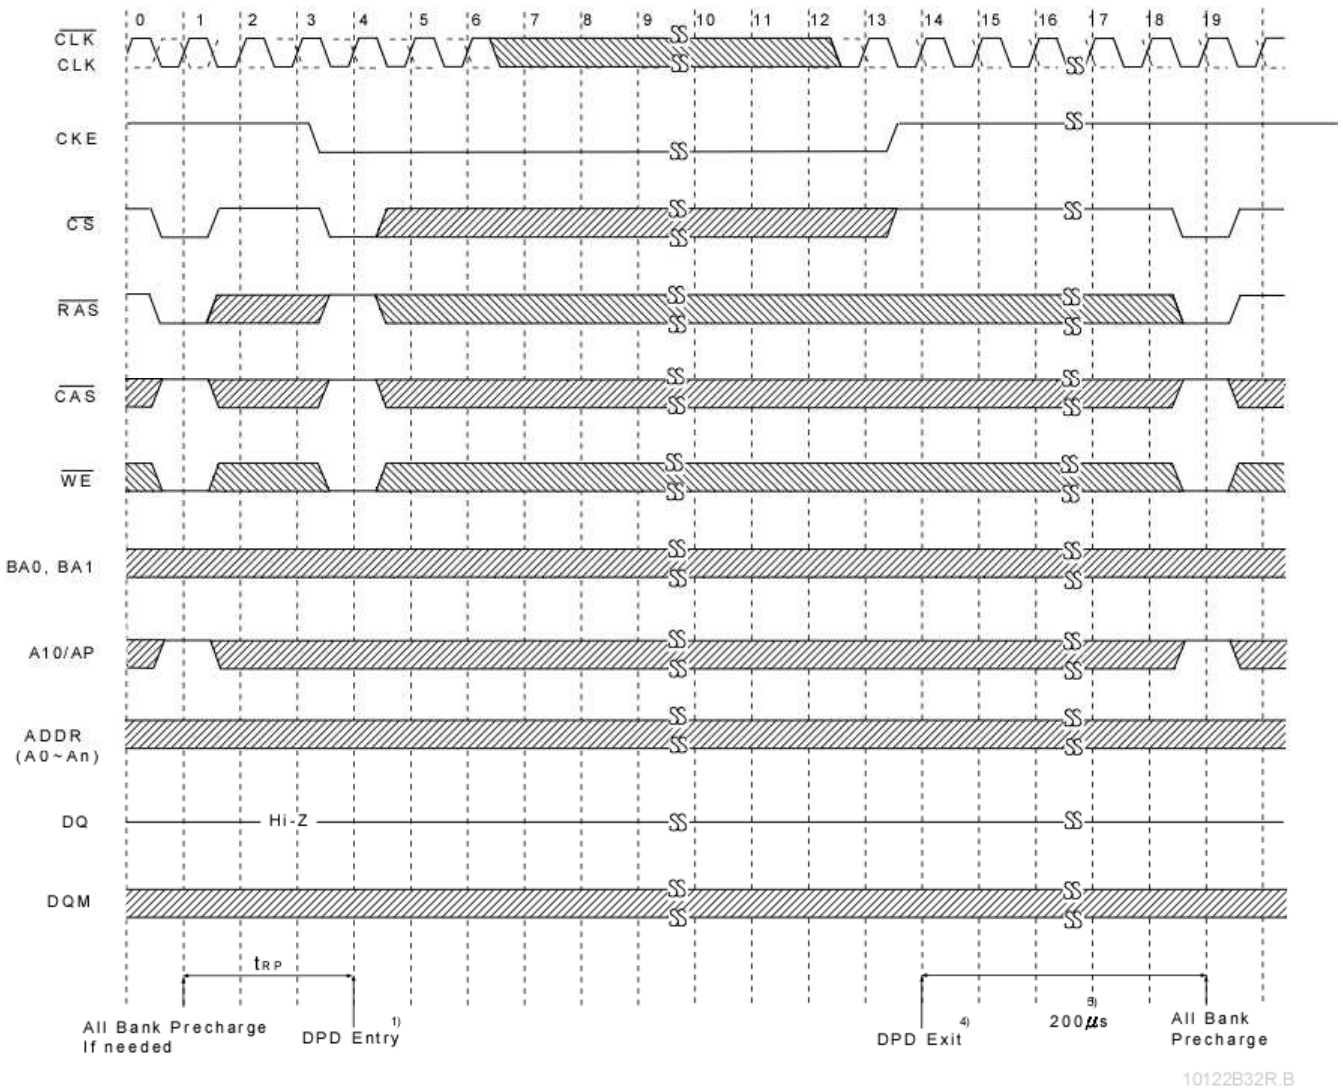 0 1 2 3 4 5 6 7 8 9 10 11 12 13 14 15 16 17 18 19
CLK
CLK
CKE
CS
RAS
CAS
WE
BA0, BA1
A10/AP
ADDR
(A0~An)
DQ
Hi-Z
DQM
tRP
All Bank Precharge
If needed
DPD Entry 1)
DPD Exit 4)
5)
200μs
All Bank
Precharge
10122B32R.B